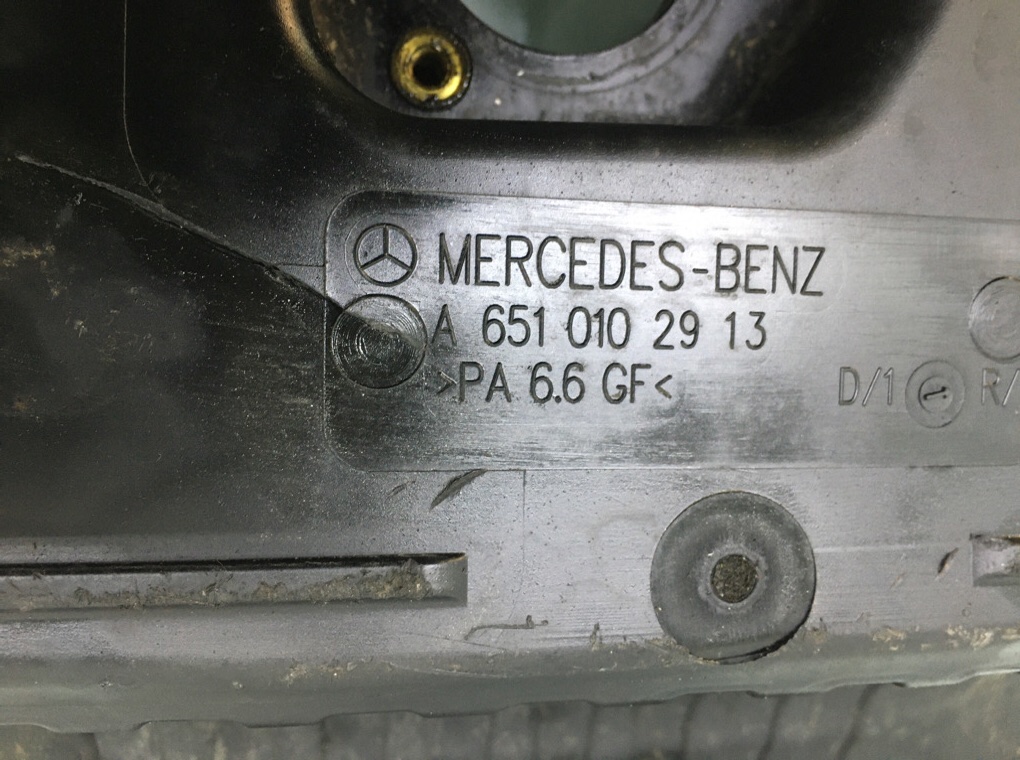 MERCEDES-BENZ
A 651 010 29 13
>PA 6.6 GF<
D/1 R/